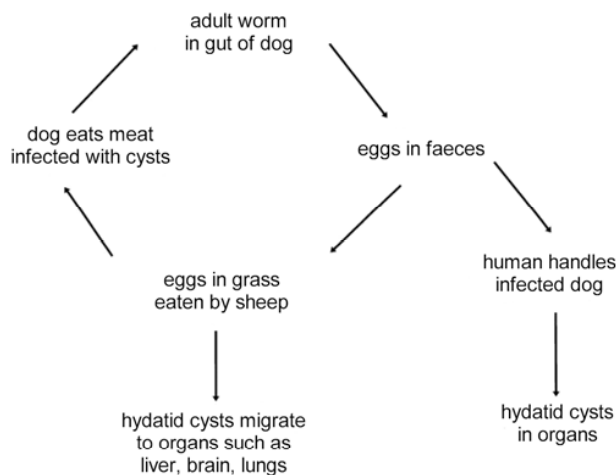 adult worm
in gut of dog
dog eats meat
infected with cysts
eggs in faeces
eggs in grass
eaten by sheep
human handles
infected dog
hydatid cysts migrate
to organs such as
liver, brain, lungs
hydatid cysts
in organs